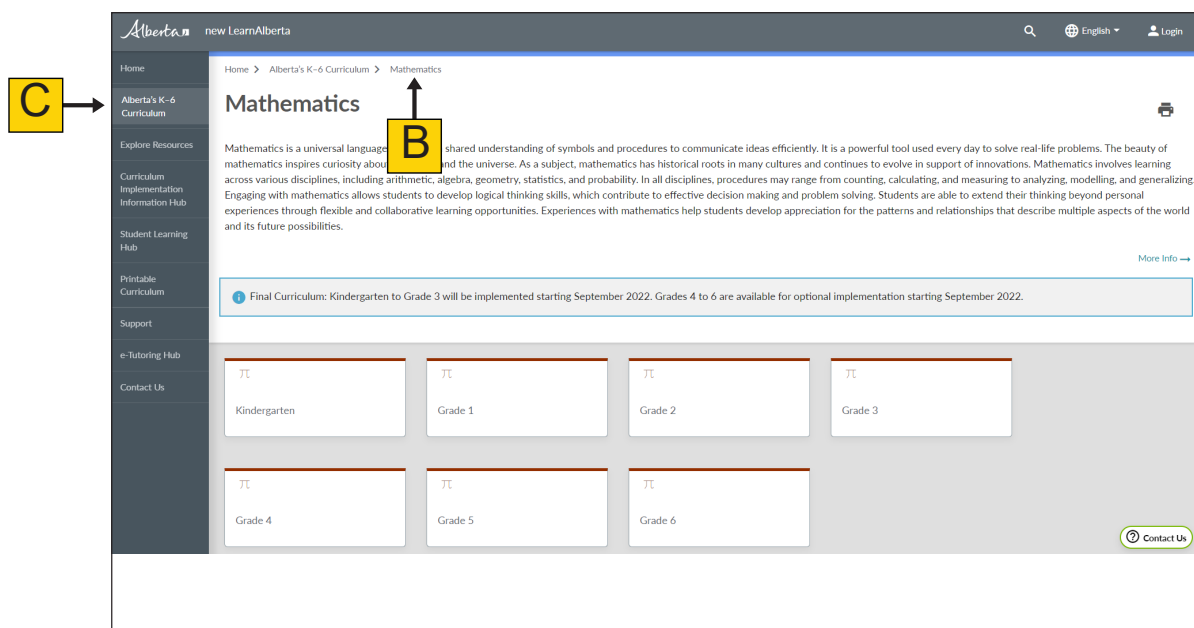 Alberta new LearnAlberta English Login
Home
Alberta's K–6
Curriculum
Explore Resources
Curriculum
Implementation
Information Hub
Student Learning
Hub
Printable
Curriculum
Support
e-Tutoring Hub
Contact Us
C
Home > Alberta's K–6 Curriculum > Mathematics
Mathematics
B
Mathematics is a universal language shared understanding of symbols and procedures to communicate ideas efficiently. It is a powerful tool used every day to solve real-life problems. The beauty of
mathematics inspires curiosity and the universe. As a subject, mathematics has historical roots in many cultures and continues to evolve in support of innovations. Mathematics involves learning
across various disciplines, including arithmetic, algebra, geometry, statistics, and probability. In all disciplines, procedures may range from counting, calculating, and measuring to analyzing, modelling, and generalizing.
Engaging with mathematics allows students to develop logical thinking skills, which contribute to effective decision making and problem solving. Students are able to extend their thinking beyond personal
experiences through flexible and collaborative learning opportunities. Experiences with mathematics help students develop appreciation for the patterns and relationships that describe multiple aspects of the world
and its future possibilities.
More Info →
Final Curriculum: Kindergarten to Grade 3 will be implemented starting September 2022. Grades 4 to 6 are available for optional implementation starting September 2022.
π π π π
Kindergarten Grade 1 Grade 2 Grade 3
π π π
Grade 4 Grade 5 Grade 6
Contact Us